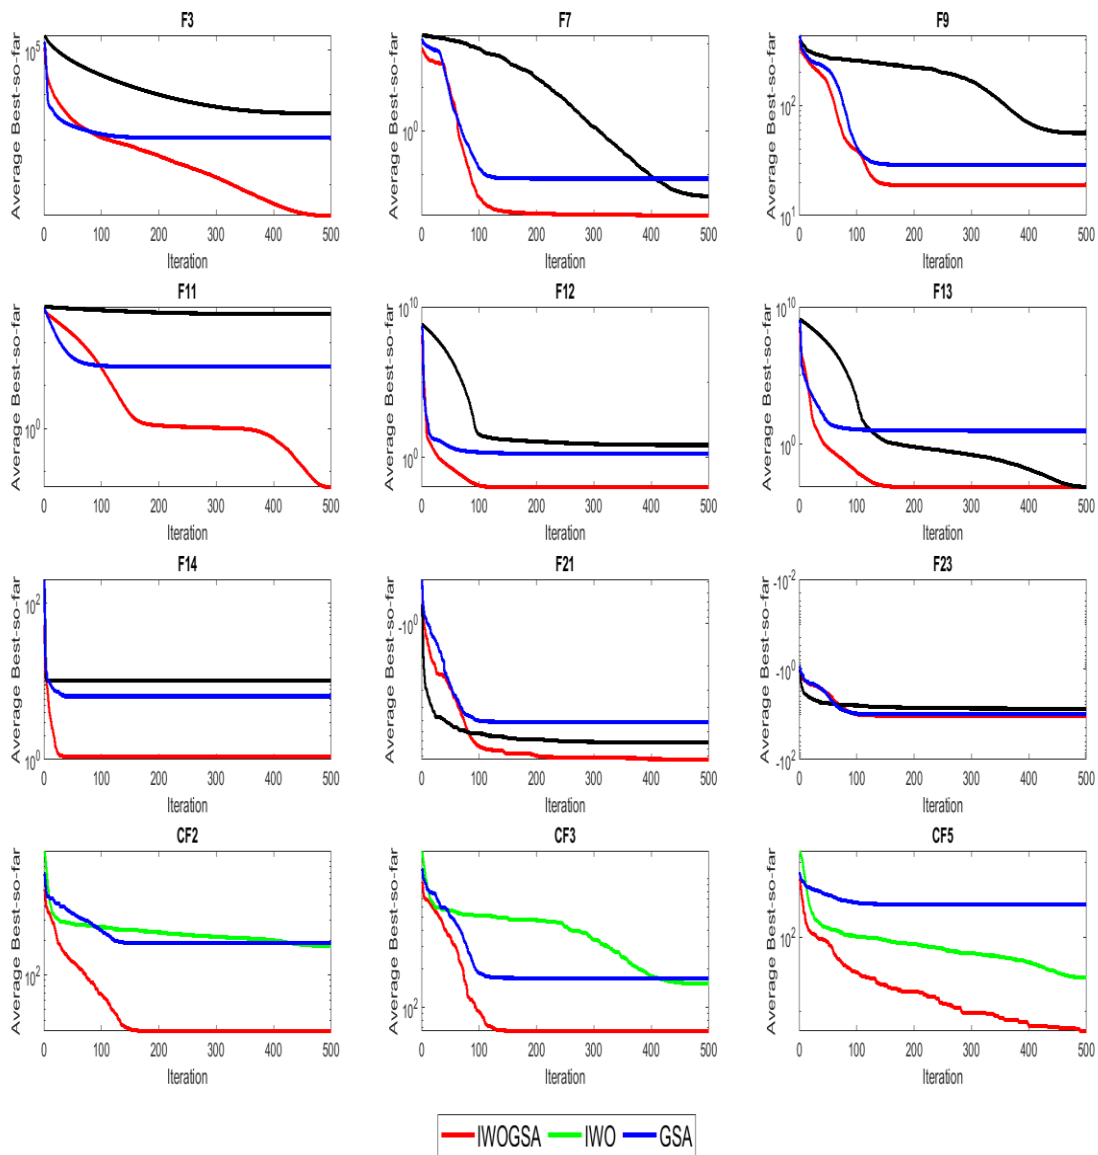 F3
Average Best-so-far
10^5
0 100 200 300 400 500
Iteration
F7
Average Best-so-far
10^0
0 100 200 300 400 500
Iteration
F9
Average Best-so-far
10^2
10^1
0 100 200 300 400 500
Iteration
F11
Average Best-so-far
10^0
0 100 200 300 400 500
Iteration
F12
Average Best-so-far
10^10
10^0
0 100 200 300 400 500
Iteration
F13
Average Best-so-far
10^10
10^0
0 100 200 300 400 500
Iteration
F14
Average Best-so-far
10^2
10^0
0 100 200 300 400 500
Iteration
F21
Average Best-so-far
-10^0
0 100 200 300 400 500
Iteration
F23
Average Best-so-far
-10^-2
-10^0
-10^2
0 100 200 300 400 500
Iteration
CF2
Average Best-so-far
10^2
0 100 200 300 400 500
Iteration
CF3
Average Best-so-far
10^2
0 100 200 300 400 500
Iteration
CF5
Average Best-so-far
10^2
0 100 200 300 400 500
Iteration
IWOGSA IWO GSA